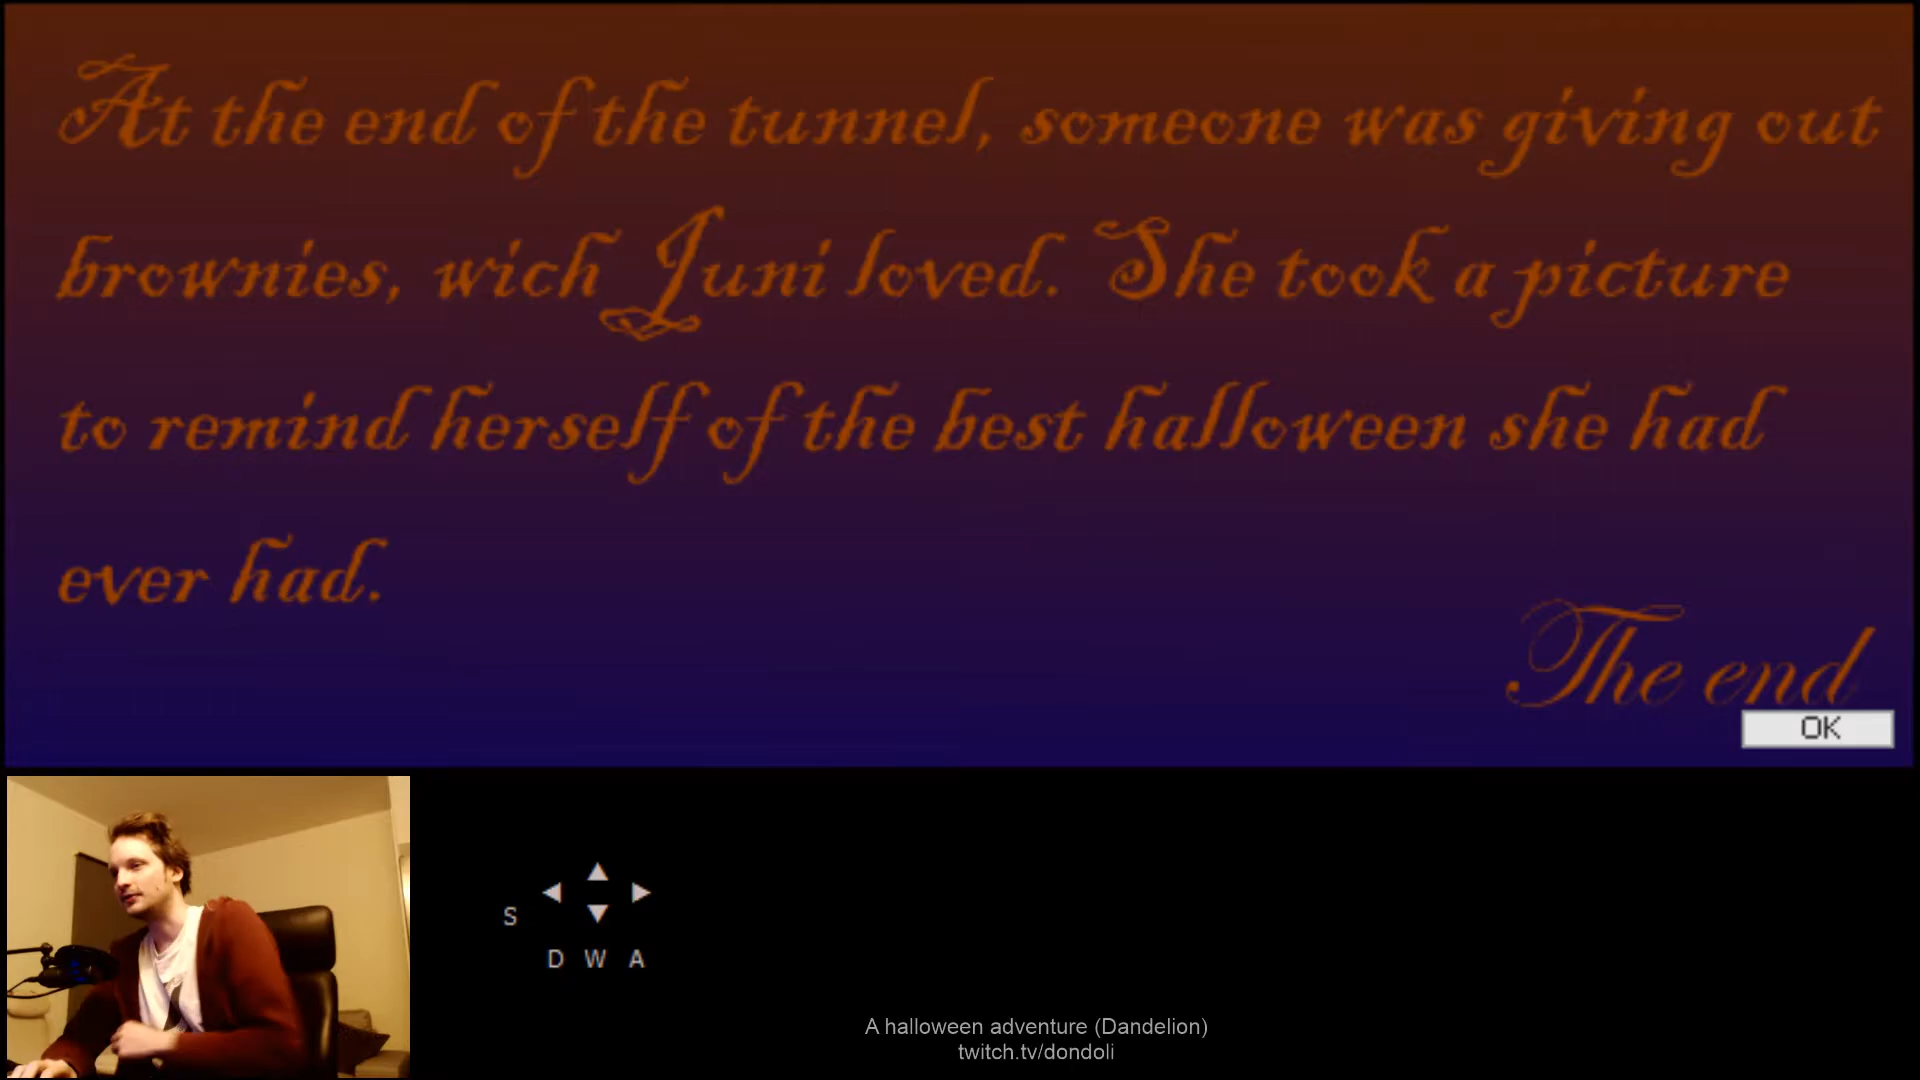 At the end of the tunnel, someone was giving out
brownies, wich Juni loved. She took a picture
to remind herself of the best halloween she had
ever had.
The end
OK
S
D W A
A halloween adventure (Dandelion)
twitch.tv/dondoli